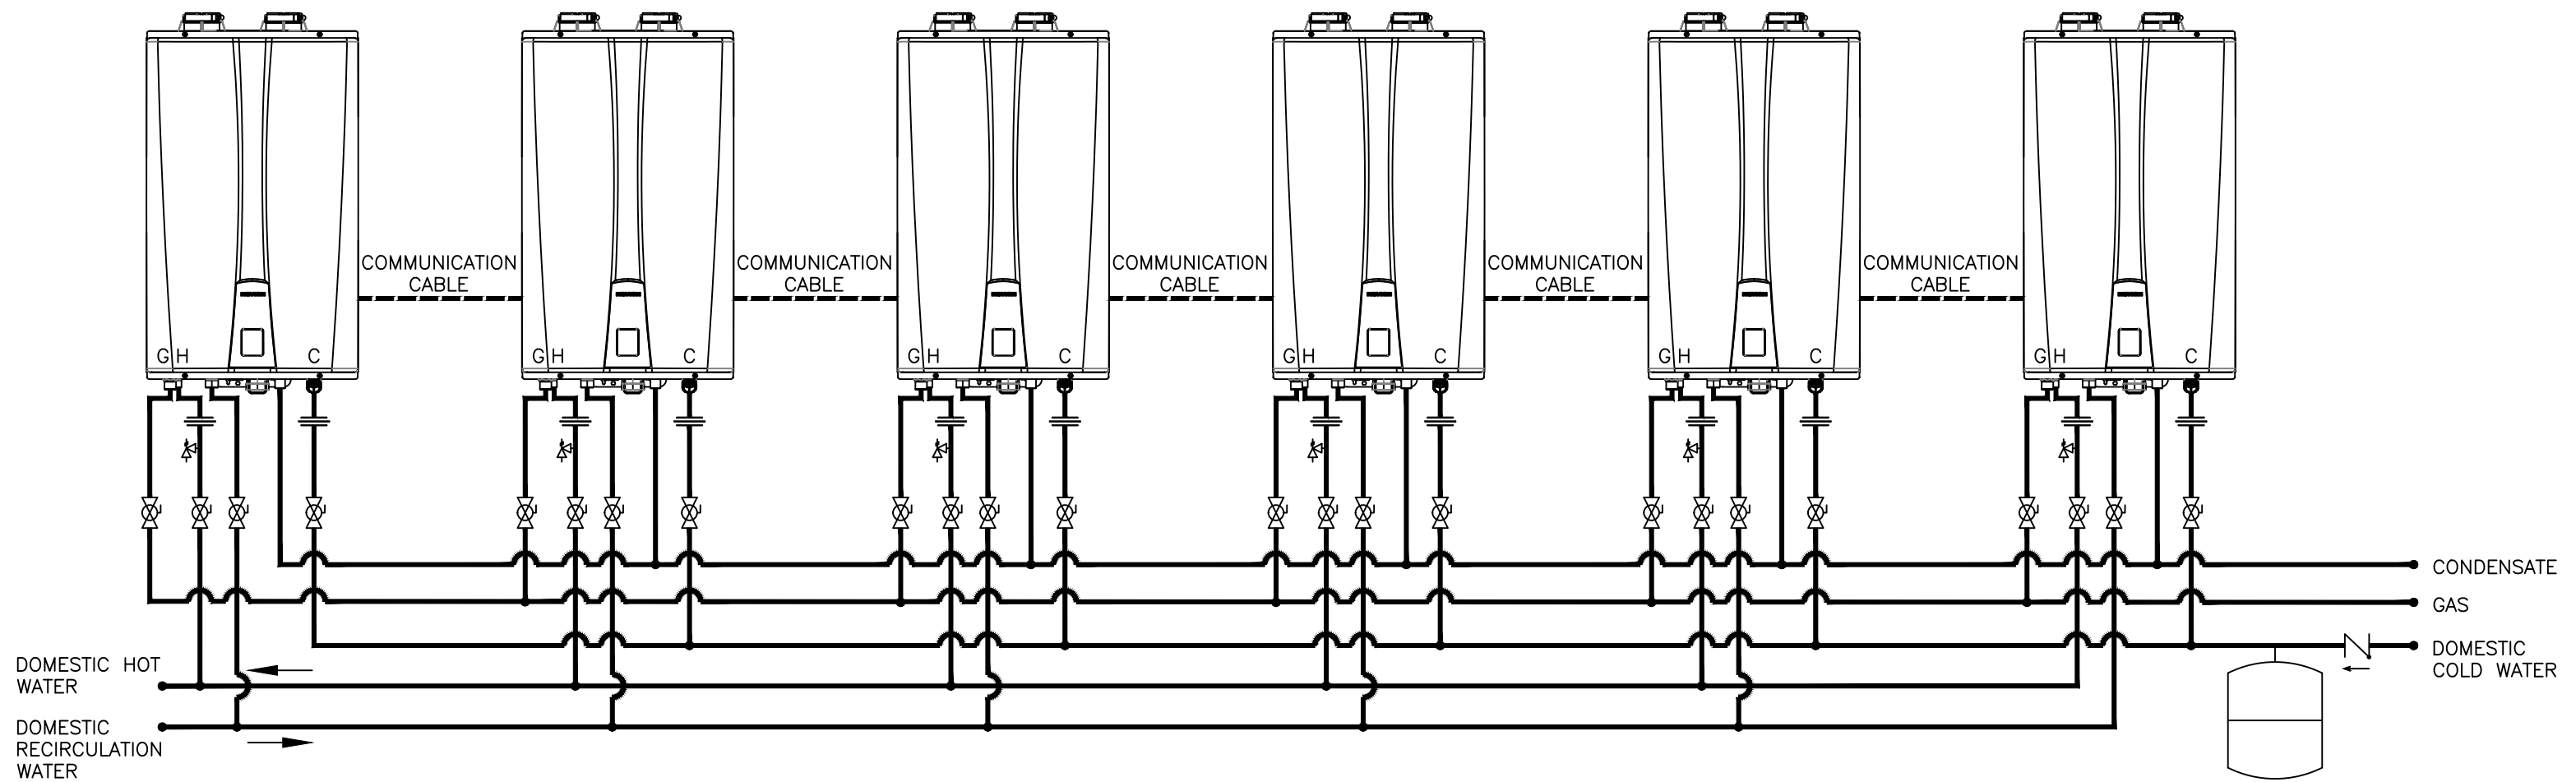 COMMUNICATION
CABLE
COMMUNICATION
CABLE
COMMUNICATION
CABLE
COMMUNICATION
CABLE
COMMUNICATION
CABLE
G H C
G H C
G H C
G H C
G H C
G H C
CONDENSATE
GAS
DOMESTIC
COLD WATER
DOMESTIC HOT
WATER
DOMESTIC
RECIRCULATION
WATER